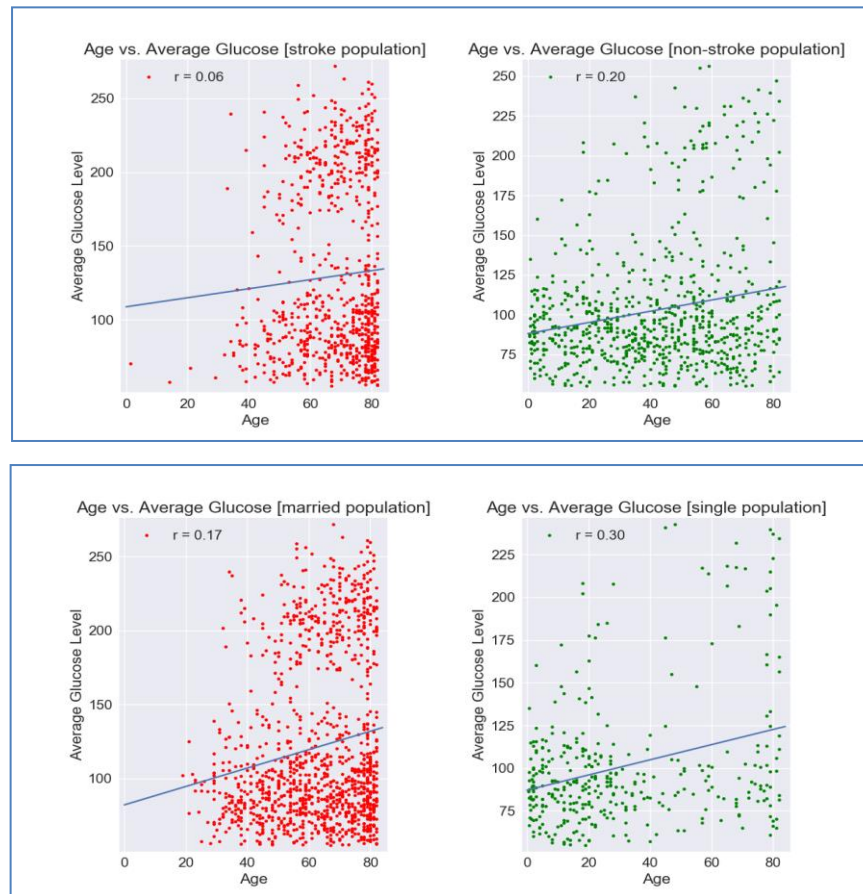 Age vs. Average Glucose [stroke population]
r = 0.06
Average Glucose Level
250
200
150
100
0 20 40 60 80
Age
Age vs. Average Glucose [non-stroke population]
r = 0.20
Average Glucose Level
250
225
200
175
150
125
100
75
0 20 40 60 80
Age
Age vs. Average Glucose [married population]
r = 0.17
Average Glucose Level
250
200
150
100
0 20 40 60 80
Age
Age vs. Average Glucose [single population]
r = 0.30
Average Glucose Level
225
200
175
150
125
100
75
0 20 40 60 80
Age